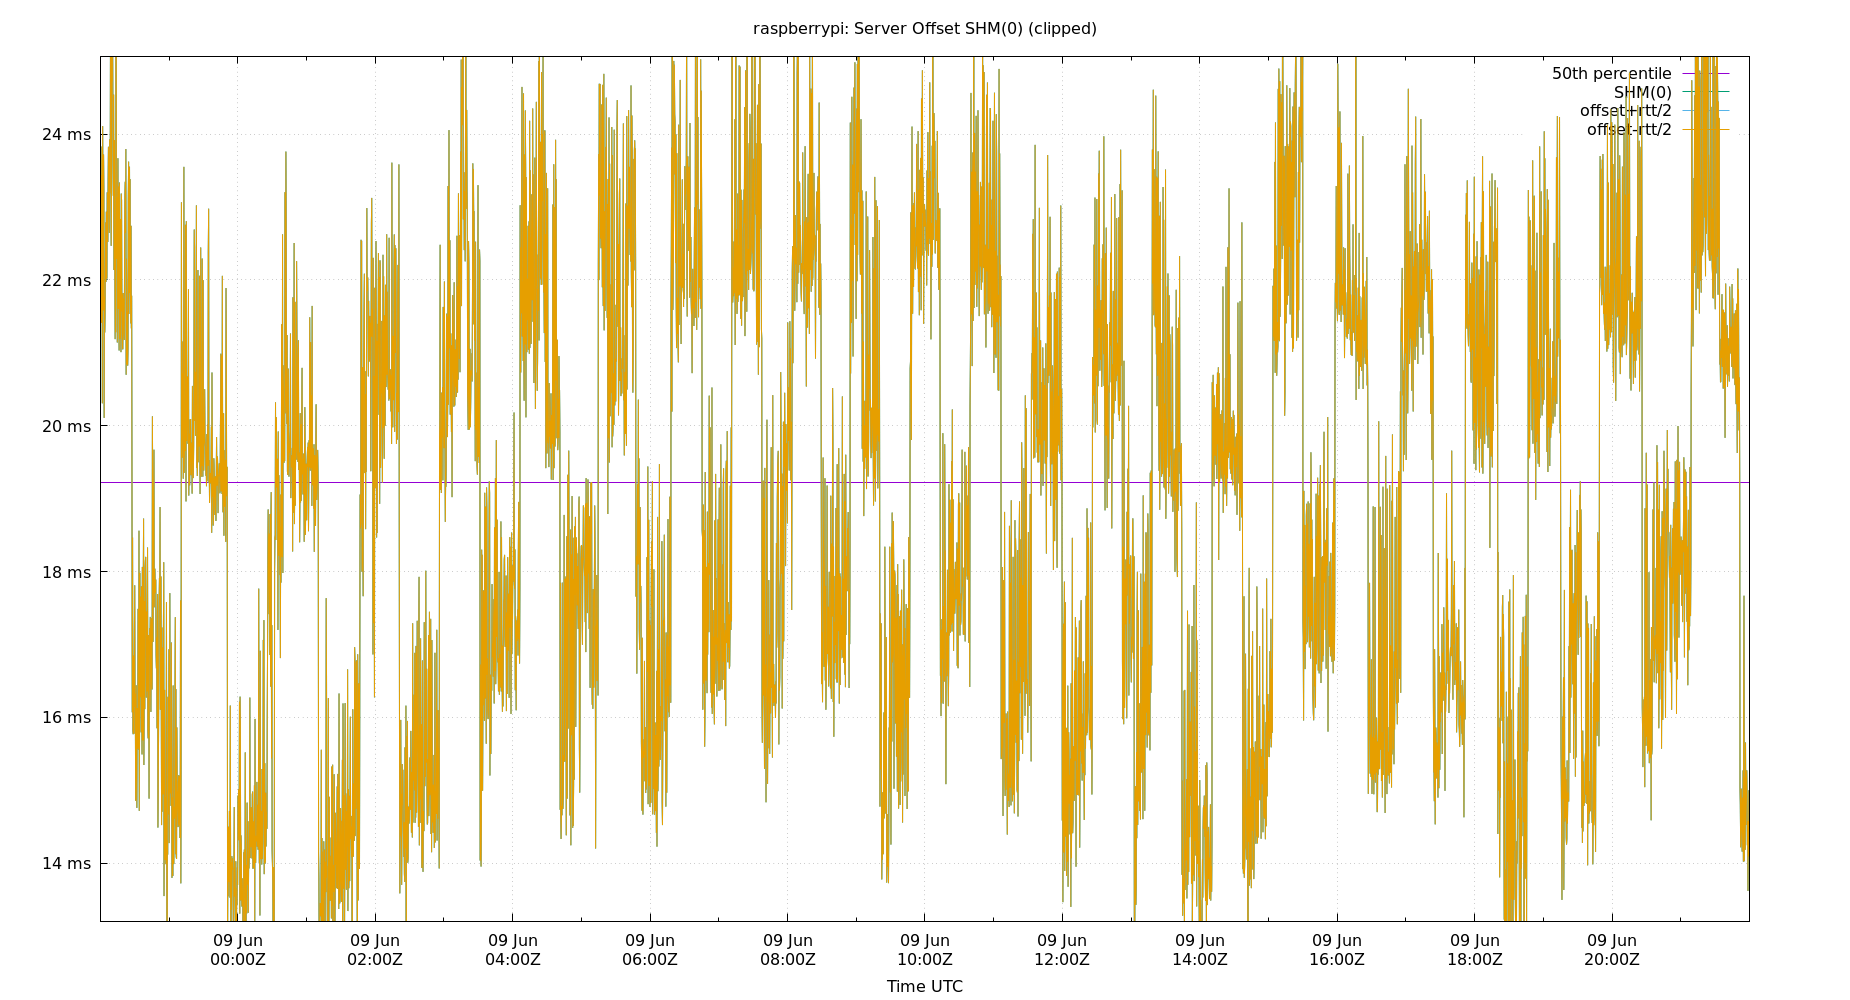 raspberrypi: Server Offset SHM(0) (clipped)
50th percentile
SHM(0)
offset+rtt/2
offset-rtt/2
24 ms
22 ms
20 ms
18 ms
16 ms
14 ms
09 Jun 09 Jun 09 Jun 09 Jun 09 Jun 09 Jun 09 Jun 09 Jun 09 Jun 09 Jun 09 Jun
00:00Z 02:00Z 04:00Z 06:00Z 08:00Z 10:00Z 12:00Z 14:00Z 16:00Z 18:00Z 20:00Z
Time UTC